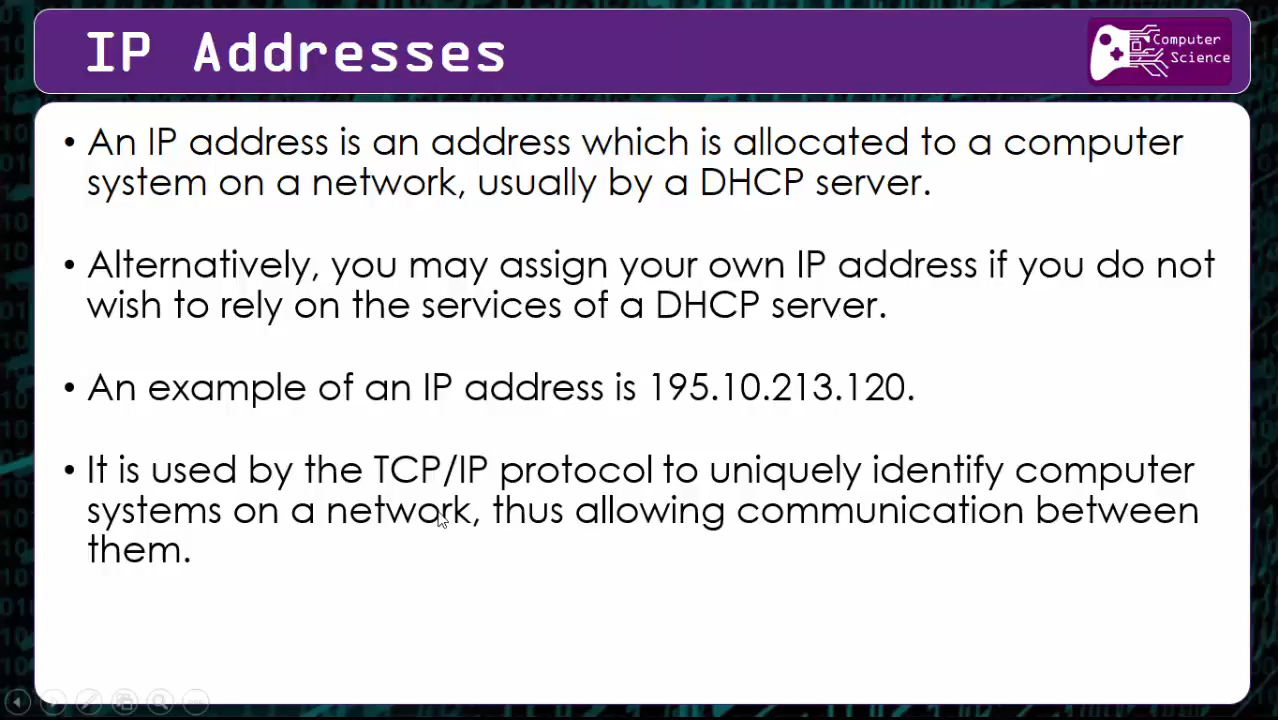 IP Addresses
Computer
Science
• An IP address is an address which is allocated to a computer
system on a network, usually by a DHCP server.
• Alternatively, you may assign your own IP address if you do not
wish to rely on the services of a DHCP server.
• An example of an IP address is 195.10.213.120.
• It is used by the TCP/IP protocol to uniquely identify computer
systems on a network, thus allowing communication between
them.